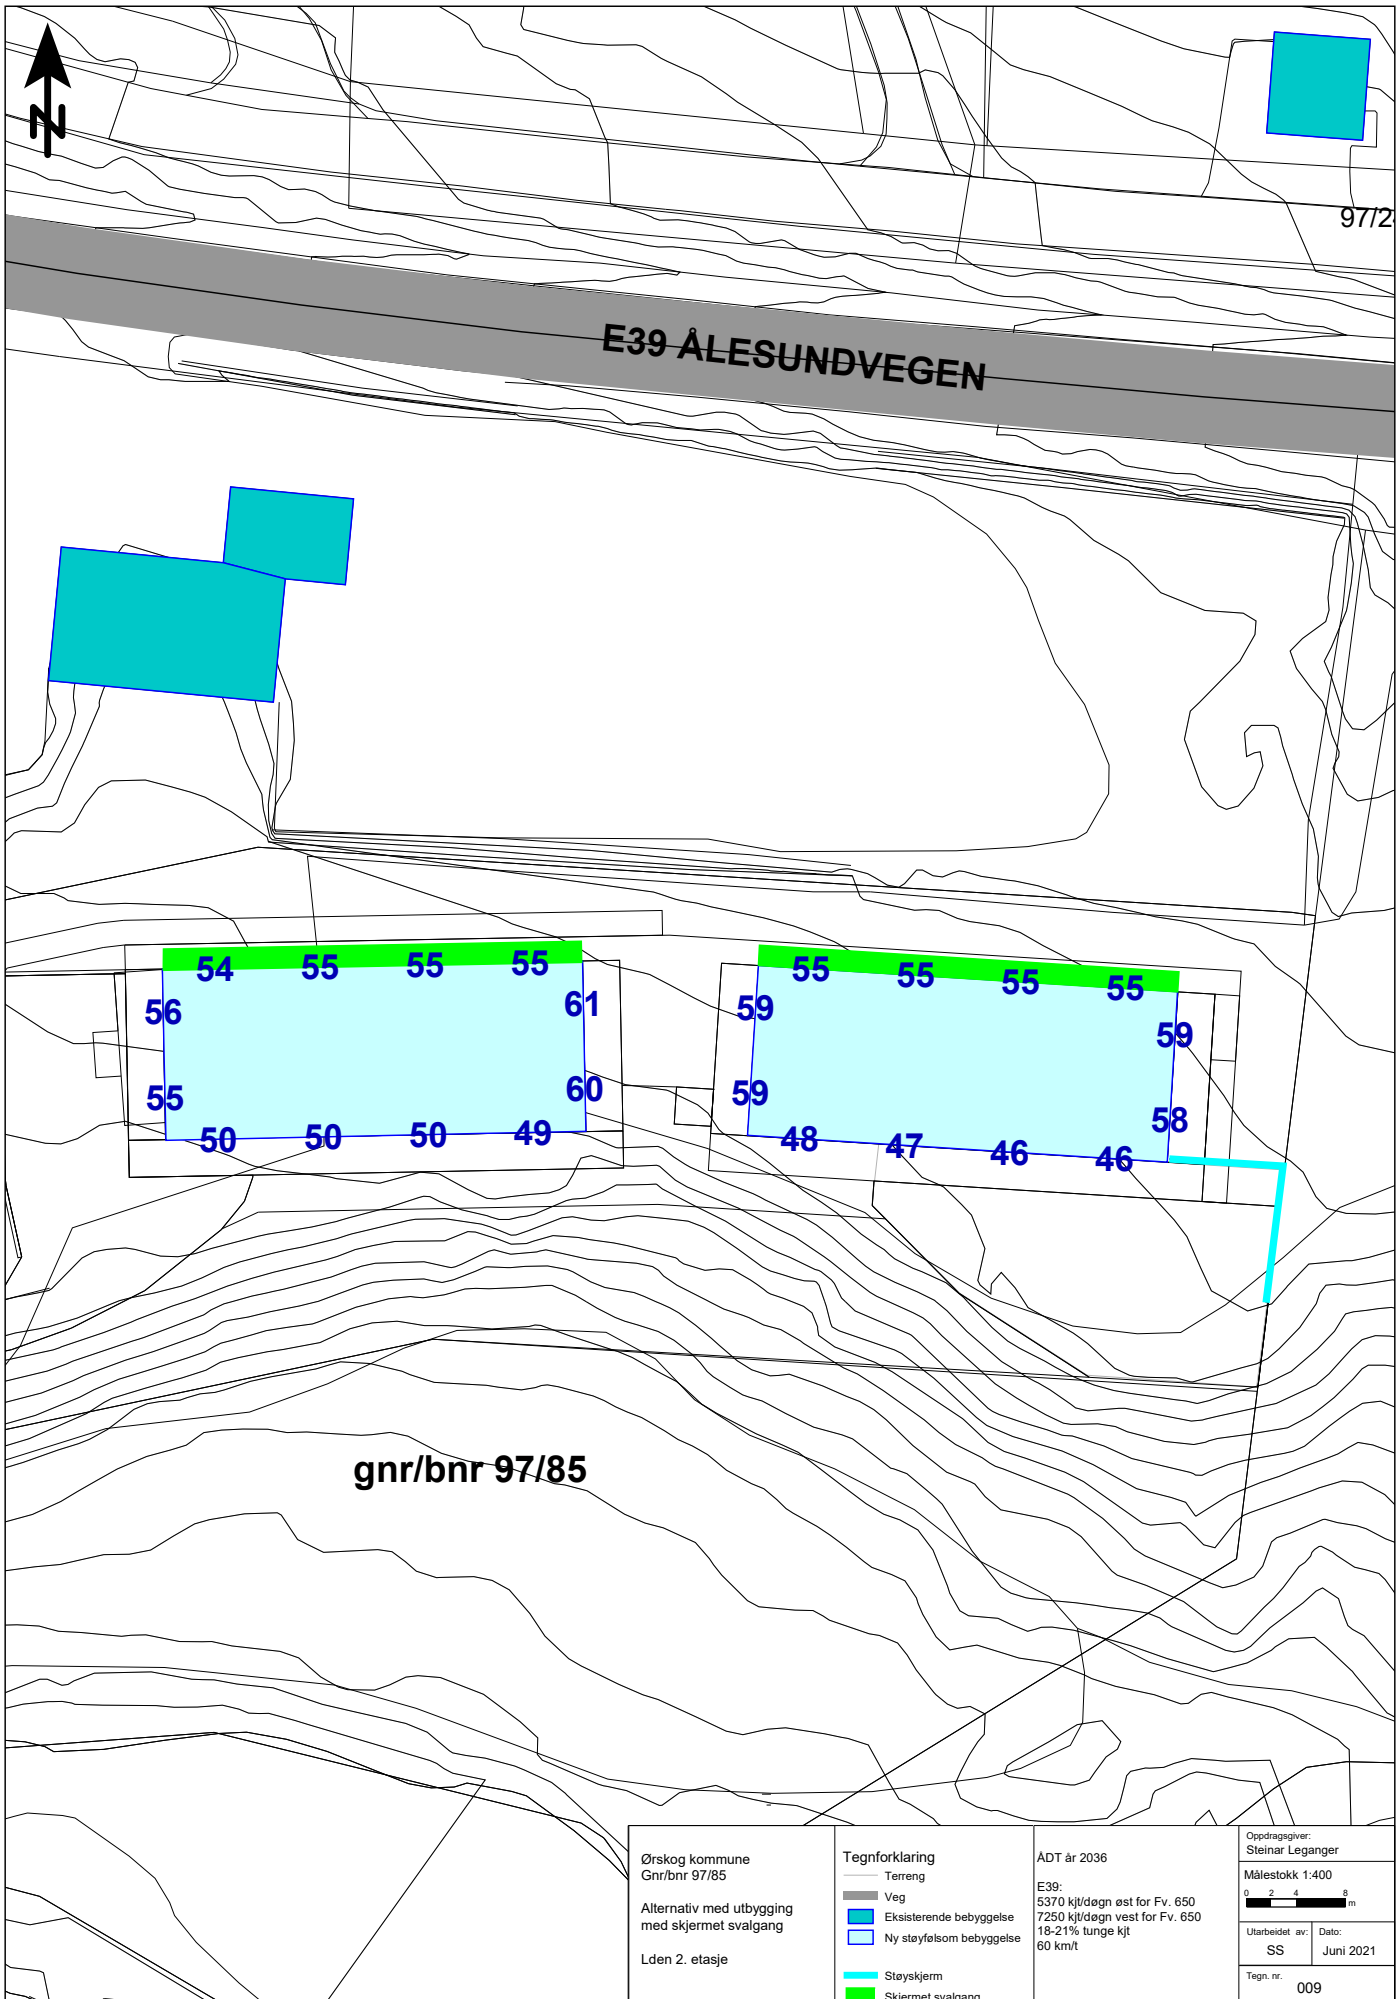 N
97/2
E39 ÅLESUNDVEGEN
54 55 55 55
56 61
55 60
50 50 50 49
55 55 55 55
59 59
59 58
48 47 46 46
gnr/bnr 97/85
Ørskog kommune
Gnr/bnr 97/85
Alternativ med utbygging
med skjermet svalgang
Lden 2. etasje
Tegnforklaring
Terreng
Veg
Eksisterende bebyggelse
Ny støyfølsom bebyggelse
Støyskjerm
Skjermet svalgang
ÅDT år 2036
E39:
5370 kjt/døgn øst for Fv. 650
7250 kjt/døgn vest for Fv. 650
18-21% tunge kjt
60 km/t
Oppdragsgiver:
Steinar Leganger
Målestokk 1:400
0 2 4 8
m
Utarbeidet av:
SS
Dato:
Juni 2021
Tegn. nr.
009